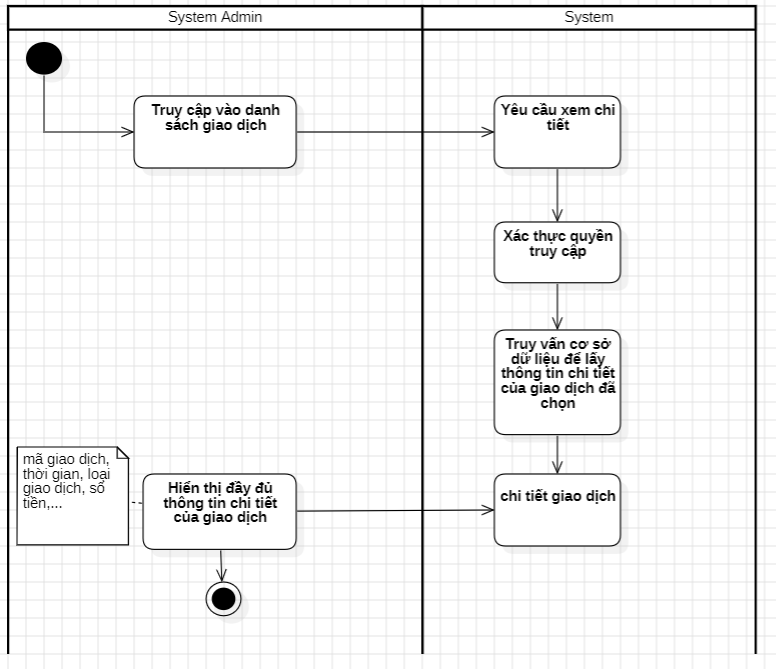 System Admin
System
Truy cập vào danh
sách giao dịch
Yêu cầu xem chi
tiết
Xác thực quyền
truy cập
Truy vấn cơ sở
dữ liệu để lấy
thông tin chi tiết
của giao dịch đã
chọn
mã giao dịch,
thời gian, loại
giao dịch, số
tiền,...
Hiển thị đầy đủ
thông tin chi tiết
của giao dịch
chi tiết giao dịch